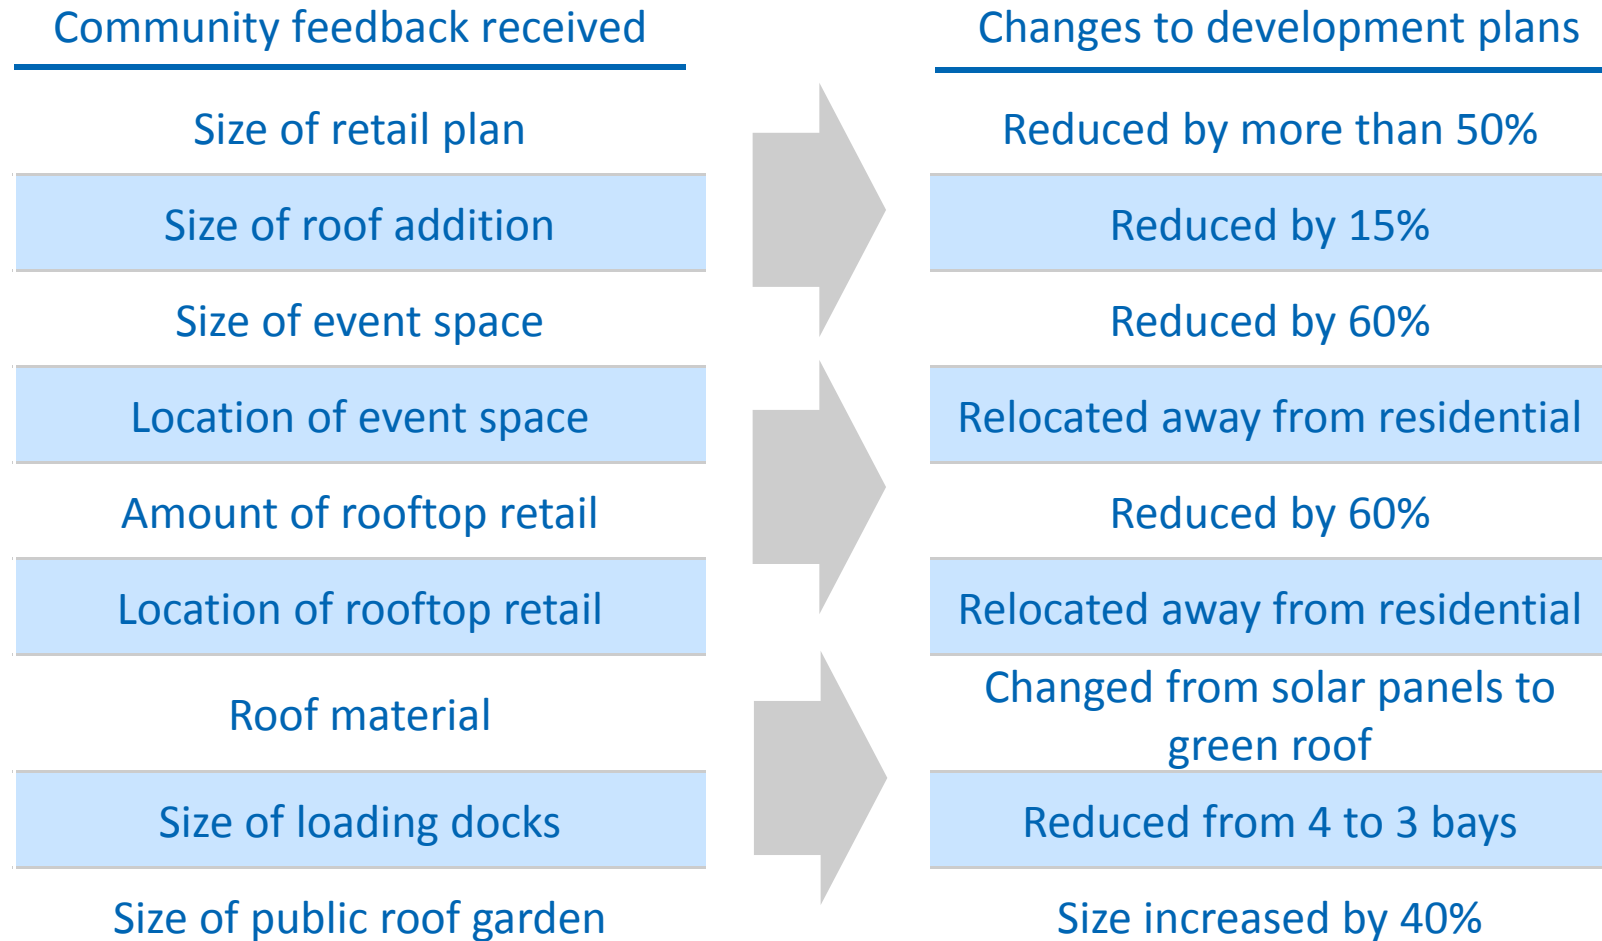 Community feedback received
Changes to development plans
Size of retail plan
Reduced by more than 50%
Size of roof addition
Reduced by 15%
Size of event space
Reduced by 60%
Location of event space
Relocated away from residential
Amount of rooftop retail
Reduced by 60%
Location of rooftop retail
Relocated away from residential
Roof material
Changed from solar panels to
green roof
Size of loading docks
Reduced from 4 to 3 bays
Size of public roof garden
Size increased by 40%